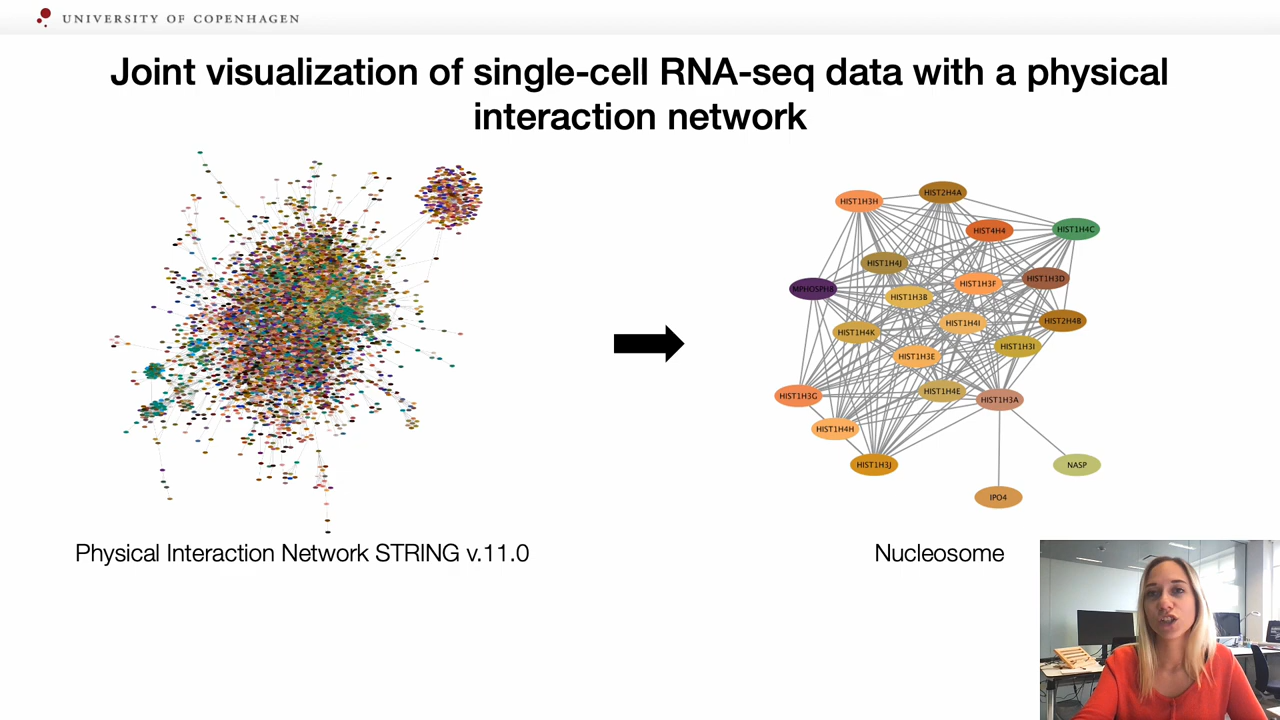 UNIVERSITY OF COPENHAGEN
Joint visualization of single-cell RNA-seq data with a physical
interaction network
HIST1H3H
HIST2H4A
HIST4H4
HIST1H4C
HIST1H4J
HIST1H3D
MPHOSPH8
HIST1H3F
HIST1H3B
HIST1H4K
HIST1H4I
HIST2H4B
HIST1H3E
HIST1H3I
HIST1H3G
HIST1H4E
HIST1H3A
HIST1H4H
HIST1H3J
NASP
IPO4
Physical Interaction Network STRING v.11.0
Nucleosome